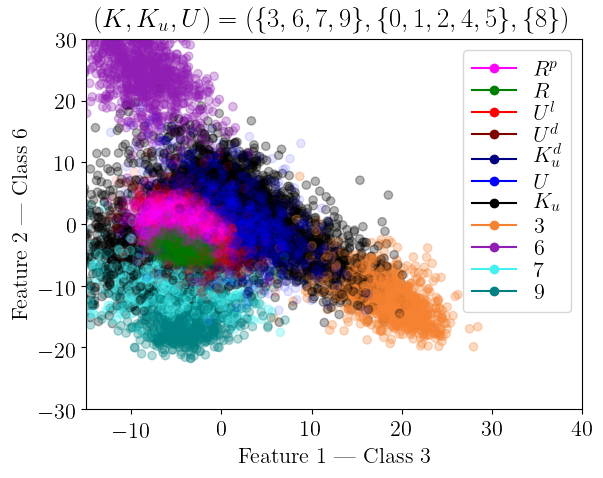 (K, K_u, U) = ({3, 6, 7, 9}, {0, 1, 2, 4, 5}, {8})
30
20
10
0
−10
−20
−30
−10
0
10
20
30
40
Feature 2 — Class 6
Feature 1 — Class 3
R^p
R
U^l
U^d
K_u^d
U
K_u
3
6
7
9